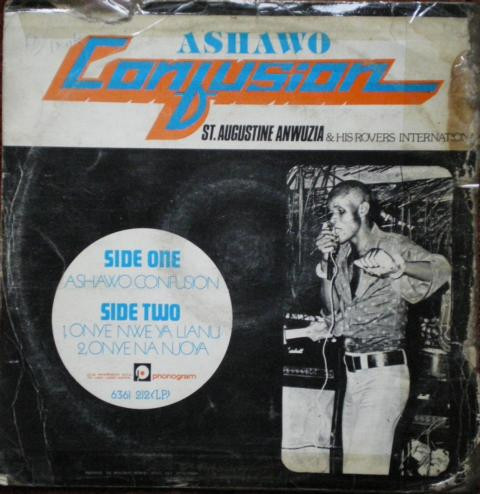 ASHAWO
Confusion
ST. AUGUSTINE ANWUZIA & HIS ROVERS INTERNATION
SIDE ONE
ASHAWO CONFUSION
SIDE TWO
1, ONYE NWE YA LIANU
2, ONYE NA NJOYA
phonogram
6361 212 (LP)